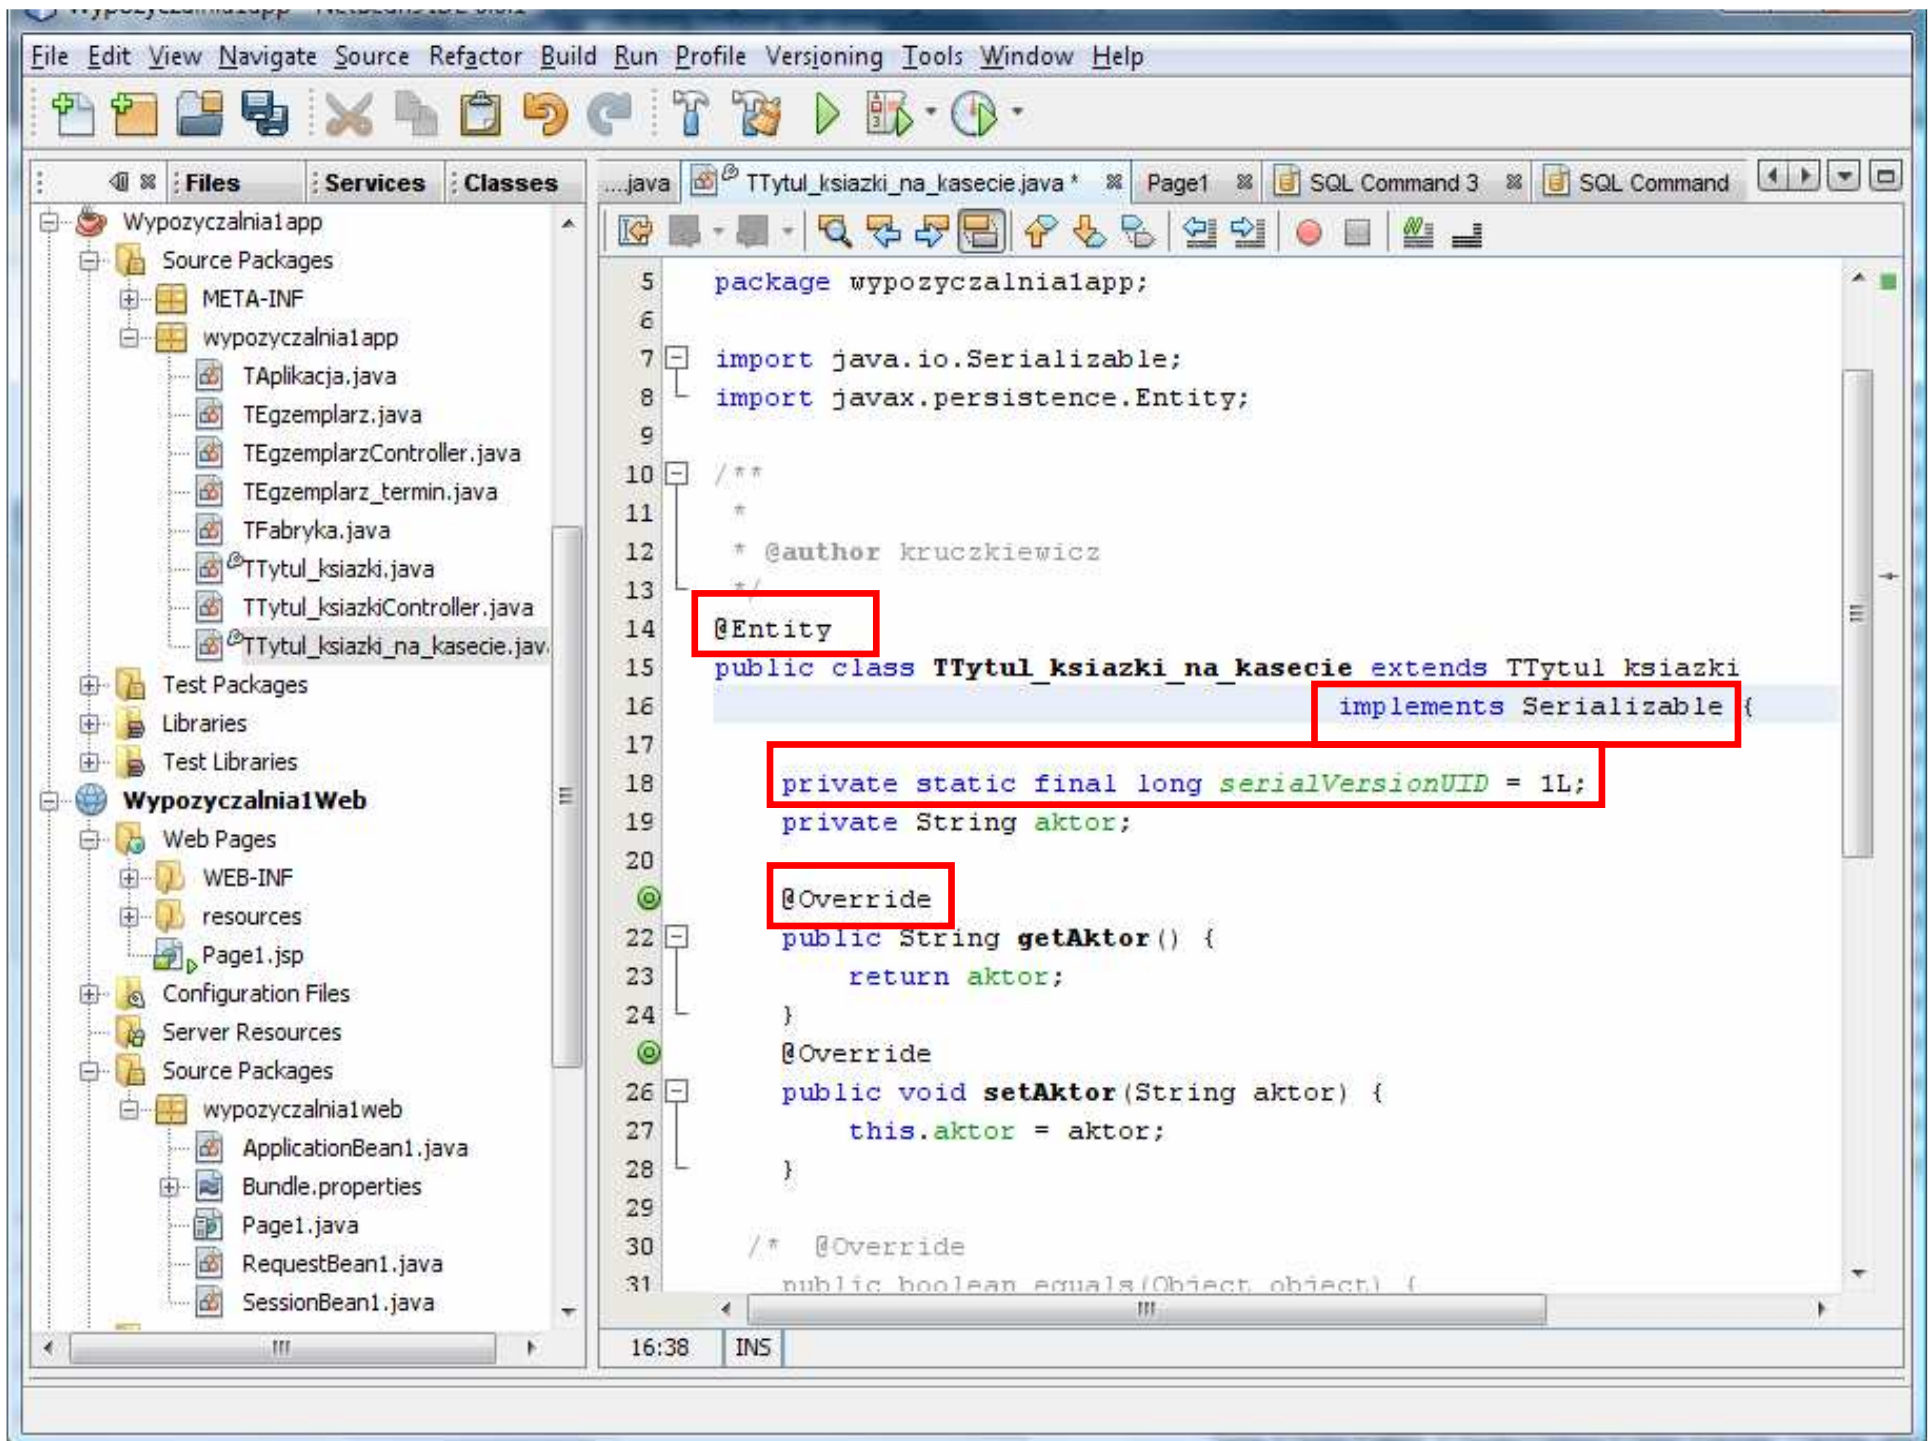 File Edit View Navigate Source Refactor Build Run Profile Versioning Tools Window Help
Files Services Classes
....java TTytul_ksiazki_na_kasecie.java * Page1 SQL Command 3 SQL Command
Wypozyczalnia1app
Source Packages
META-INF
wypozyczalnia1app
TAplikacja.java
TEgzemplarz.java
TEgzemplarzController.java
TEgzemplarz_termin.java
TFabryka.java
TTytul_ksiazki.java
TTytul_ksiazkiController.java
TTytul_ksiazki_na_kasecie.jav
Test Packages
Libraries
Test Libraries
Wypozyczalnia1Web
Web Pages
WEB-INF
resources
Page1.jsp
Configuration Files
Server Resources
Source Packages
wypozyczalnia1web
ApplicationBean1.java
Bundle.properties
Page1.java
RequestBean1.java
SessionBean1.java
5 package wypozyczalnia1app;
6
7 import java.io.Serializable;
8 import javax.persistence.Entity;
9
10 /**
11 *
12 * @author kruczkiewicz
13 */
14 @Entity
15 public class TTytul_ksiazki_na_kasecie extends TTytul_ksiazki
16 implements Serializable {
17
18 private static final long serialVersionUID = 1L;
19 private String aktor;
20
@Override
22 public String getAktor() {
23 return aktor;
24 }
@Override
26 public void setAktor(String aktor) {
27 this.aktor = aktor;
28 }
29
30 /* @Override
31 public boolean equals(Object object) {
16:38 INS